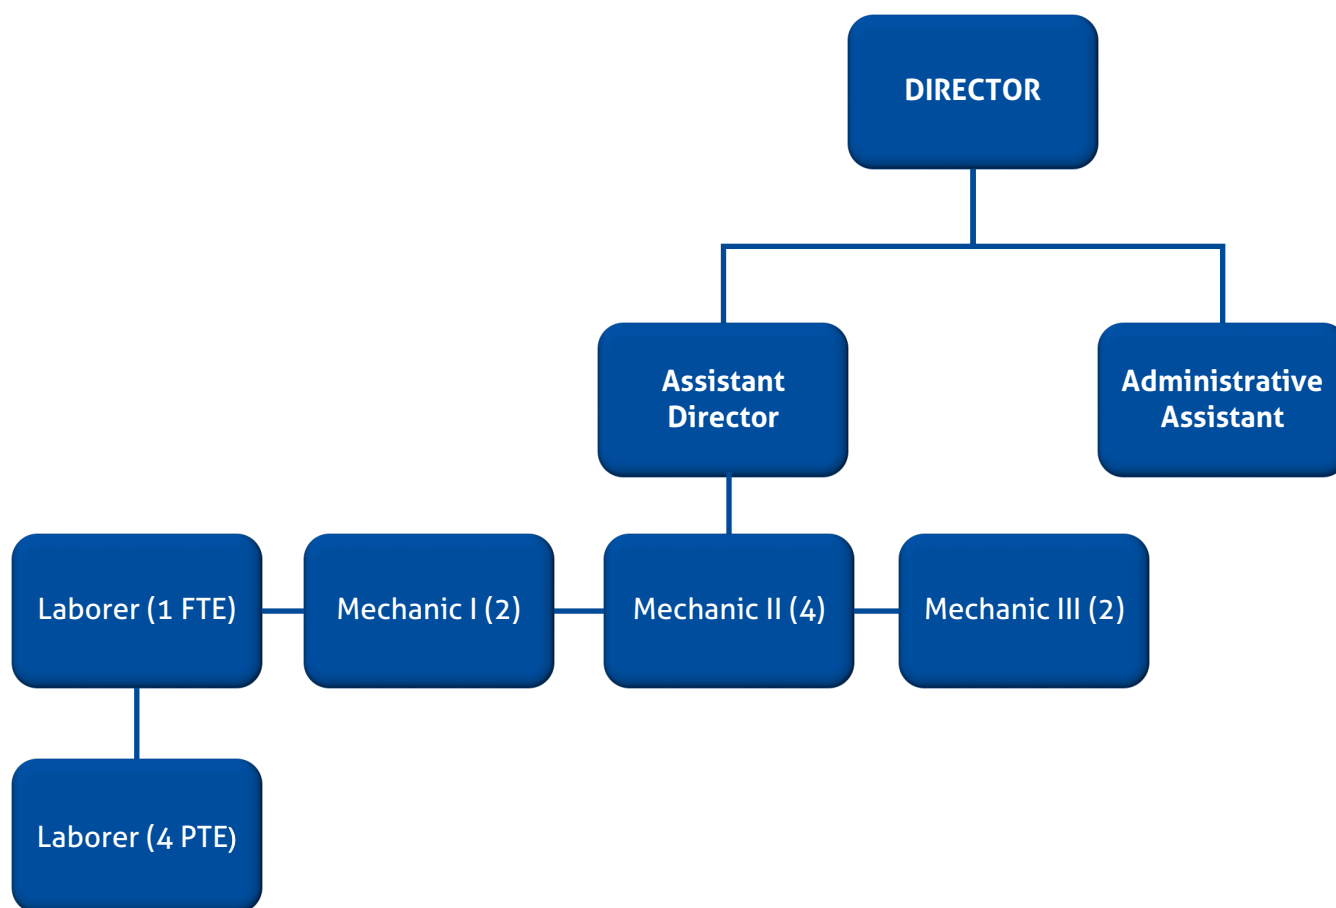 DIRECTOR
Assistant
Director
Administrative
Assistant
Laborer (1 FTE)
Mechanic I (2)
Mechanic II (4)
Mechanic III (2)
Laborer (4 PTE)